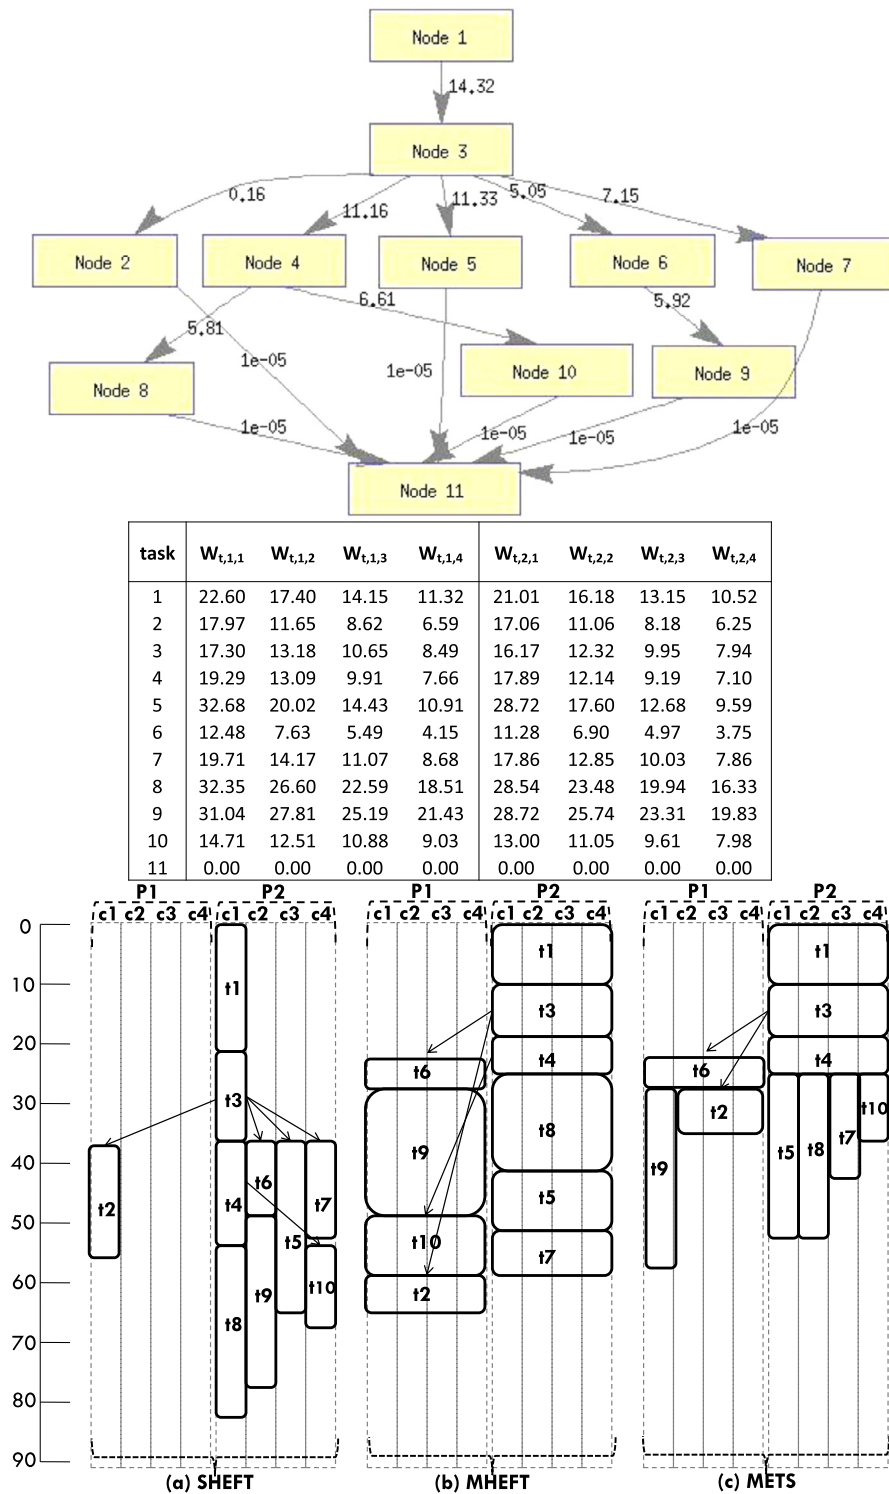 Node 1
14.32
Node 3
0.16 11.16 11.33 5.05 7.15
Node 2 Node 4 Node 5 Node 6 Node 7
5.81 6.61 5.92
1e-05 1e-05
Node 8 Node 10 Node 9
1e-05 1e-05 1e-05 1e-05
Node 11
task Wt,1,1 Wt,1,2 Wt,1,3 Wt,1,4 Wt,2,1 Wt,2,2 Wt,2,3 Wt,2,4
1 22.60 17.40 14.15 11.32 21.01 16.18 13.15 10.52
2 17.97 11.65 8.62 6.59 17.06 11.06 8.18 6.25
3 17.30 13.18 10.65 8.49 16.17 12.32 9.95 7.94
4 19.29 13.09 9.91 7.66 17.89 12.14 9.19 7.10
5 32.68 20.02 14.43 10.91 28.72 17.60 12.68 9.59
6 12.48 7.63 5.49 4.15 11.28 6.90 4.97 3.75
7 19.71 14.17 11.07 8.68 17.86 12.85 10.03 7.86
8 32.35 26.60 22.59 18.51 28.54 23.48 19.94 16.33
9 31.04 27.81 25.19 21.43 28.72 25.74 23.31 19.83
10 14.71 12.51 10.88 9.03 13.00 11.05 9.61 7.98
11 0.00 0.00 0.00 0.00 0.00 0.00 0.00 0.00
P1 P2 P1 P2 P1 P2
c1 c2 c3 c4 c1 c2 c3 c4 c1 c2 c3 c4 c1 c2 c3 c4 c1 c2 c3 c4 c1 c2 c3 c4
0
10
20
30
40
50
60
70
80
90
t1
t3
t2 t4 t6 t5 t7
t8 t9 t10
t1
t3
t6 t4
t9 t8
t10 t5
t2 t7
t1
t3
t6 t4
t9 t2 t5 t8 t7 t10
(a) SHEFT (b) MHEFT (c) METS